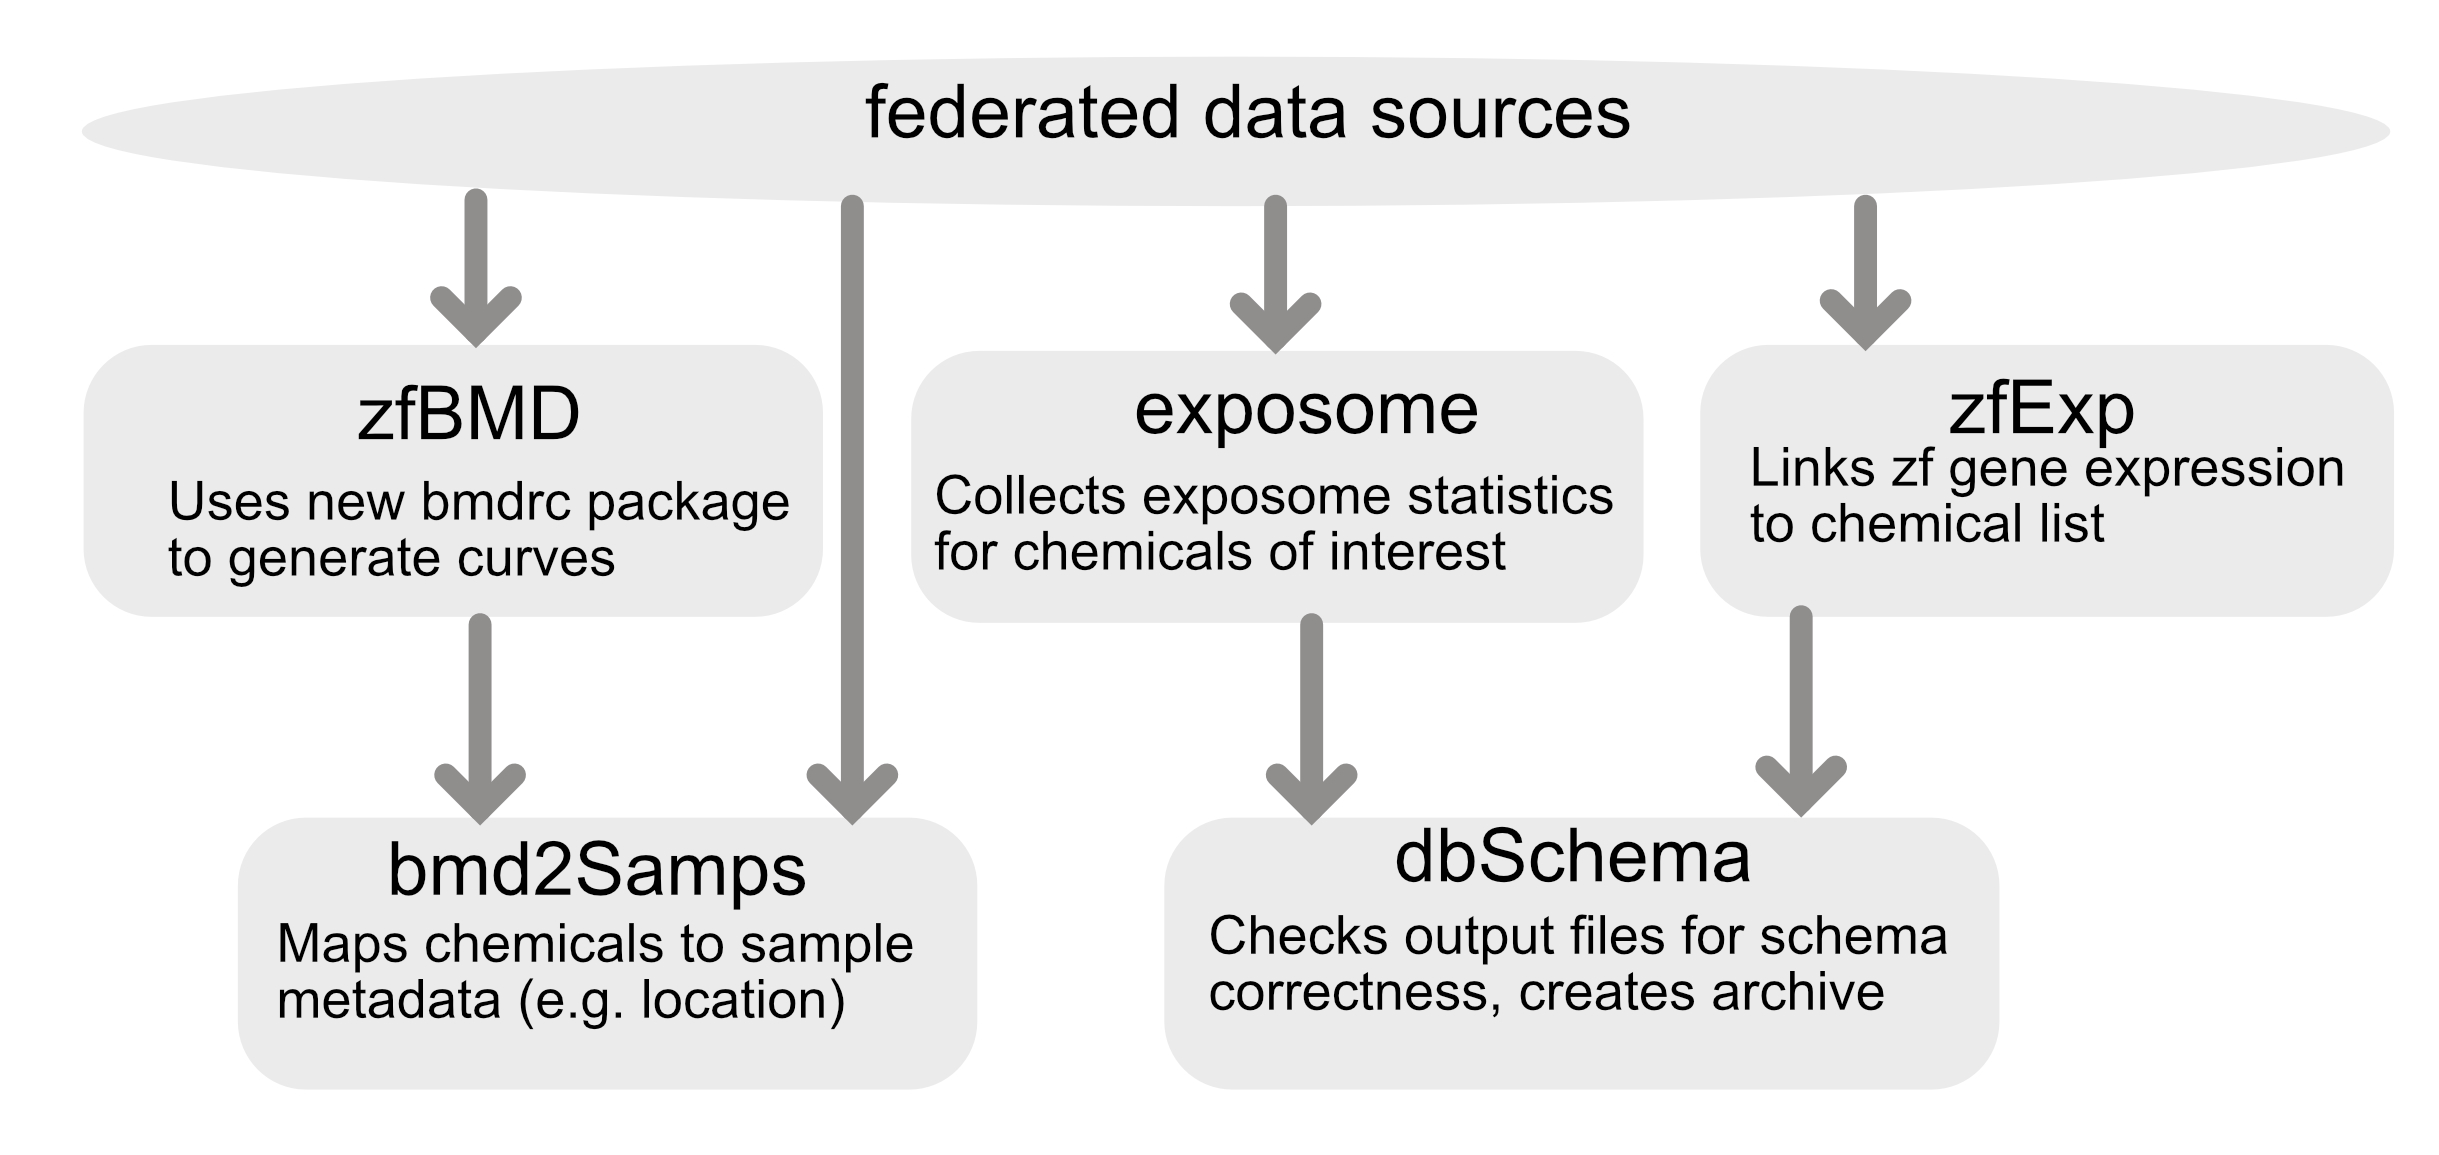 federated data sources
zfBMD
Uses new bmdrc package
to generate curves
exposome
Collects exposome statistics
for chemicals of interest
zfExp
Links zf gene expression
to chemical list
bmd2Samps
Maps chemicals to sample
metadata (e.g. location)
dbSchema
Checks output files for schema
correctness, creates archive